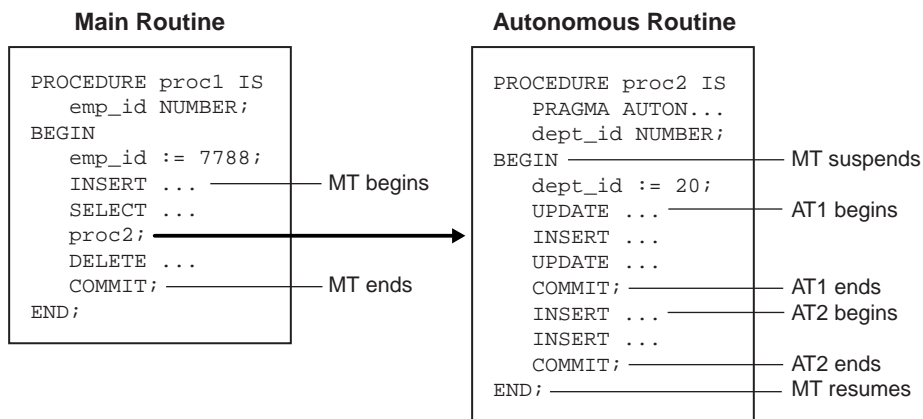 Main Routine
PROCEDURE proc1 IS
emp_id NUMBER;
BEGIN
emp_id := 7788;
INSERT ...
MT begins
SELECT ...
proc2;
DELETE ...
COMMIT;
MT ends
END;
Autonomous Routine
PROCEDURE proc2 IS
PRAGMA AUTON...
dept_id NUMBER;
BEGIN
MT suspends
dept_id := 20;
UPDATE ...
AT1 begins
INSERT ...
UPDATE ...
COMMIT;
AT1 ends
INSERT ...
AT2 begins
INSERT ...
COMMIT;
AT2 ends
END;
MT resumes